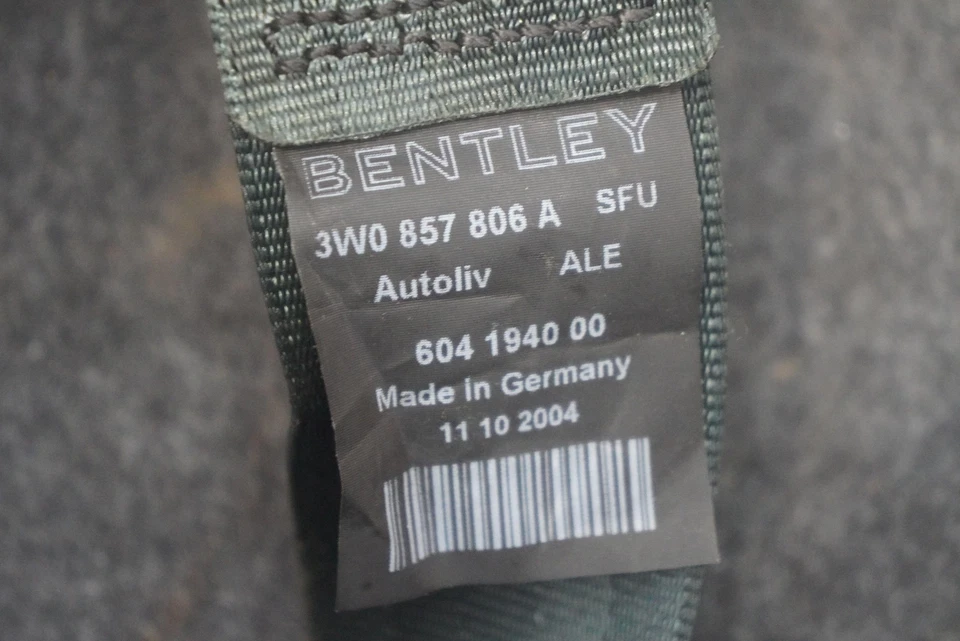 BENTLEY
3W0 857 806 A SFU
Autoliv ALE
604 1940 00
Made In Germany
11 10 2004